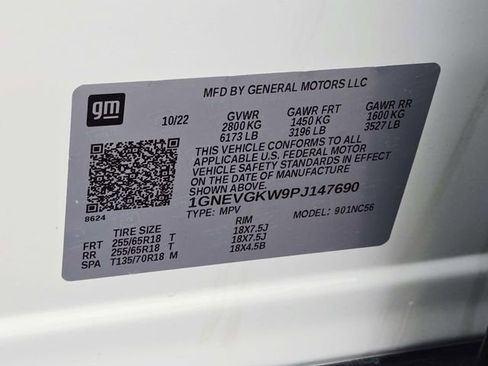 gm
MFD BY GENERAL MOTORS LLC
10/22 GVWR GAWR FRT GAWR RR
2800 KG 1450 KG 1600 KG
6173 LB 3196 LB 3527 LB
THIS VEHICLE CONFORMS TO ALL
APPLICABLE U.S. FEDERAL MOTOR
VEHICLE SAFETY STANDARDS IN EFFECT
ON THE DATE OF MANUFACTURE SHOWN ABOVE.
1GNEVGKW9PJ147690
8624 TYPE: MPV MODEL: 901NC56
TIRE SIZE RIM
FRT 255/65R18 T 18X7.5J
RR 255/65R18 T 18X7.5J
SPA T135/70R18 M 18X4.5B